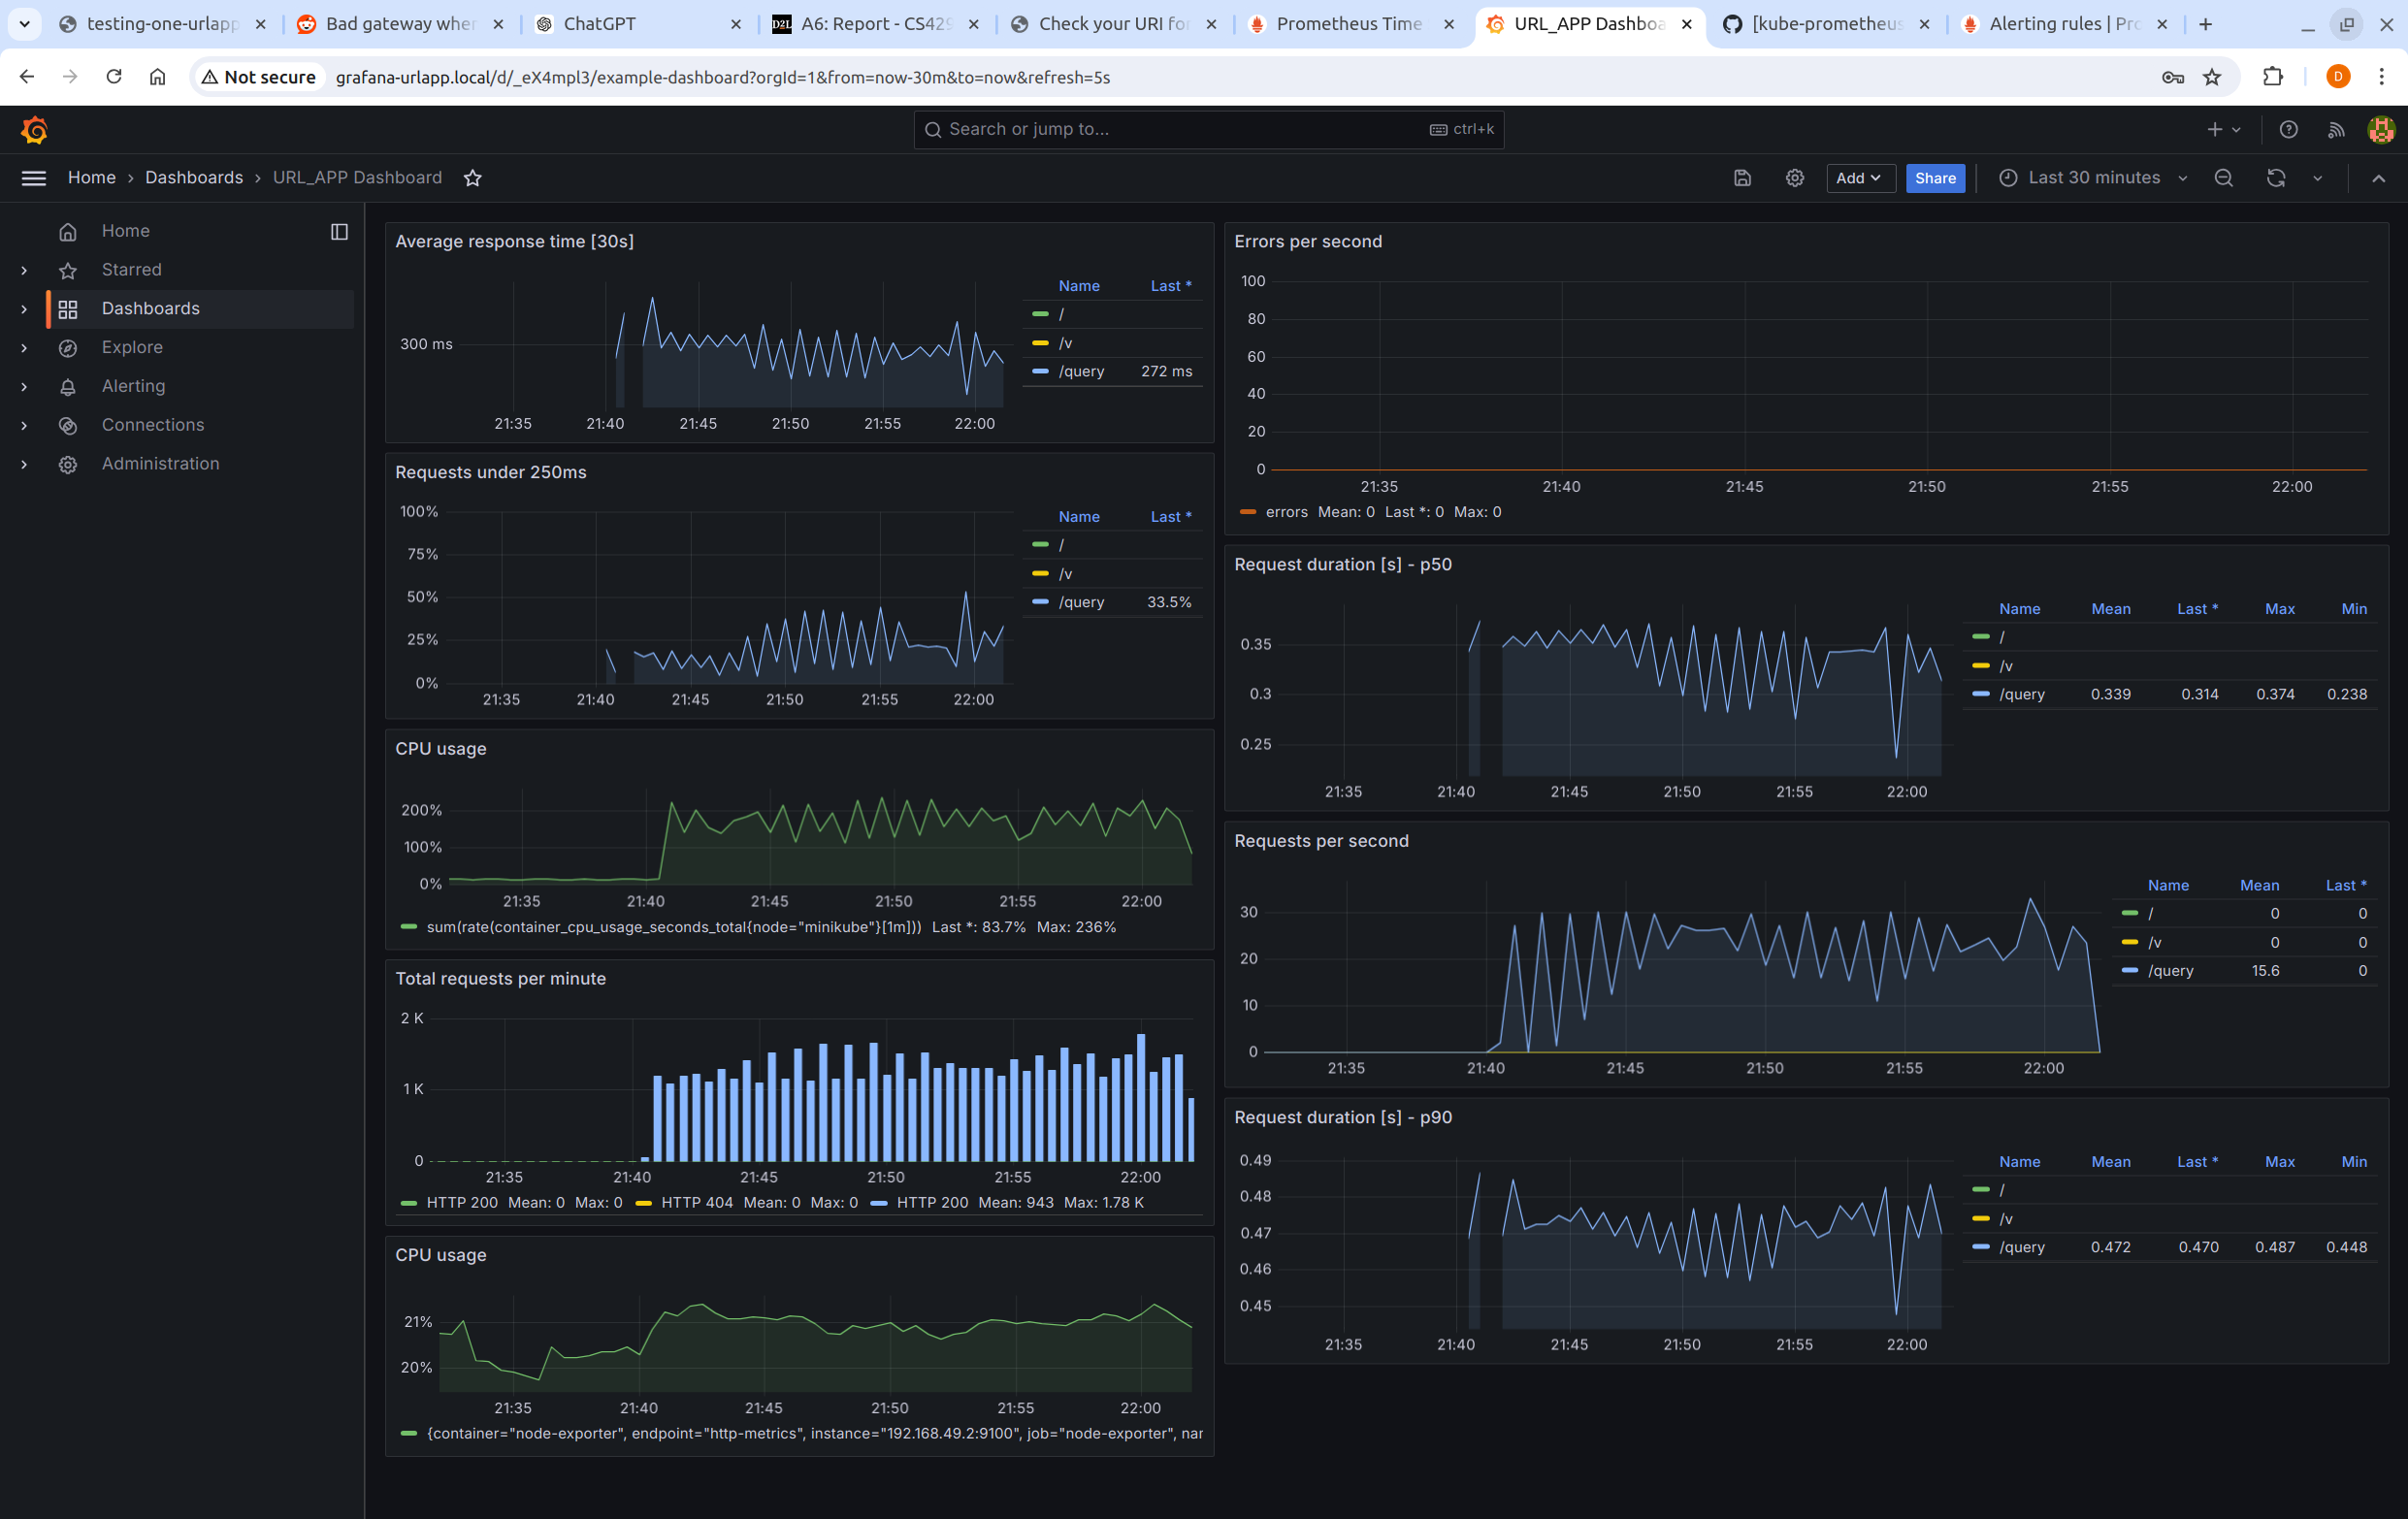 testing-one-urlapp
Bad gateway when
ChatGPT
D2L A6: Report - CS429
Check your URI for
Prometheus Time
URL_APP Dashboa
[kube-prometheus
Alerting rules | Pro
Not secure grafana-urlapp.local/d/_eX4mpl3/example-dashboard?orgId=1&from=now-30m&to=now&refresh=5s
D
Search or jump to... ctrl+k
Home › Dashboards › URL_APP Dashboard
Add
Share
Last 30 minutes
Home
Starred
Dashboards
Explore
Alerting
Connections
Administration
Average response time [30s]
300 ms
21:35 21:40 21:45 21:50 21:55 22:00
Name Last *
/
/v
/query 272 ms
Requests under 250ms
100%
75%
50%
25%
0%
21:35 21:40 21:45 21:50 21:55 22:00
Name Last *
/
/v
/query 33.5%
CPU usage
200%
100%
0%
21:35 21:40 21:45 21:50 21:55 22:00
sum(rate(container_cpu_usage_seconds_total{node="minikube"}[1m])) Last *: 83.7% Max: 236%
Total requests per minute
2 K
1 K
0
21:35 21:40 21:45 21:50 21:55 22:00
HTTP 200 Mean: 0 Max: 0 HTTP 404 Mean: 0 Max: 0 HTTP 200 Mean: 943 Max: 1.78 K
CPU usage
21%
20%
21:35 21:40 21:45 21:50 21:55 22:00
{container="node-exporter", endpoint="http-metrics", instance="192.168.49.2:9100", job="node-exporter", nar
Errors per second
100
80
60
40
20
0
21:35 21:40 21:45 21:50 21:55 22:00
errors Mean: 0 Last *: 0 Max: 0
Request duration [s] - p50
0.35
0.3
0.25
21:35 21:40 21:45 21:50 21:55 22:00
Name Mean Last * Max Min
/
/v
/query 0.339 0.314 0.374 0.238
Requests per second
30
20
10
0
21:35 21:40 21:45 21:50 21:55 22:00
Name Mean Last *
/ 0 0
/v 0 0
/query 15.6 0
Request duration [s] - p90
0.49
0.48
0.47
0.46
0.45
21:35 21:40 21:45 21:50 21:55 22:00
Name Mean Last * Max Min
/
/v
/query 0.472 0.470 0.487 0.448